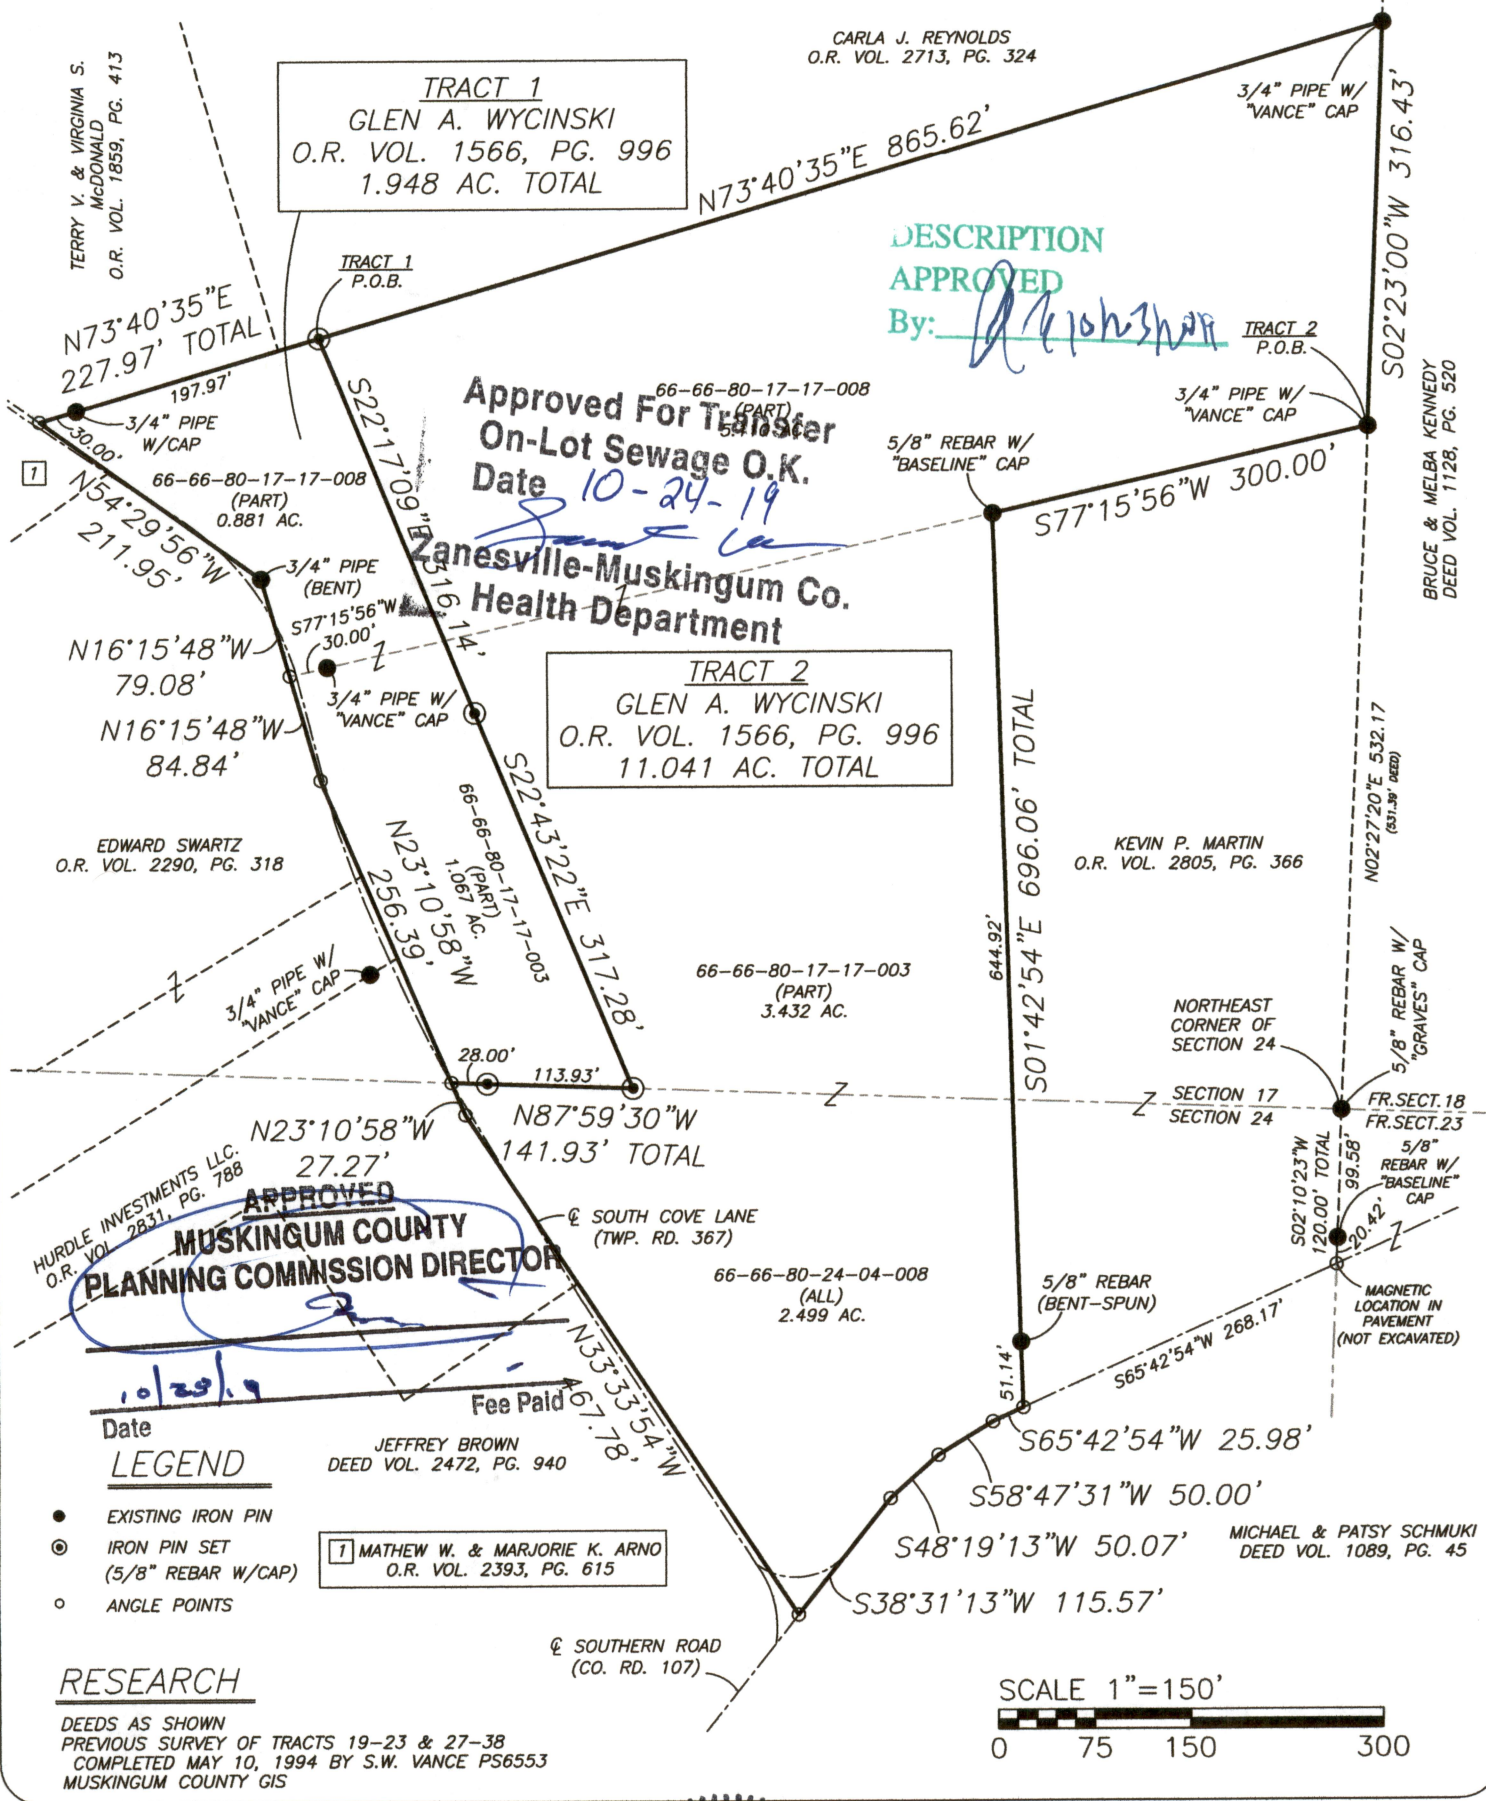 CARLA J. REYNOLDS
O.R. VOL. 2713, PG. 324
TERRY V. & VIRGINIA S.
McDONALD
O.R. VOL. 1859, PG. 413
TRACT 1
GLEN A. WYCINSKI
O.R. VOL. 1566, PG. 996
1.948 AC. TOTAL
3/4" PIPE W/
"VANCE" CAP
N73°40'35"E 865.62'
S02°23'00"W 316.43'
DESCRIPTION
APPROVED
By:
TRACT 1
P.O.B.
TRACT 2
P.O.B.
N73°40'35"E
227.97' TOTAL
197.97'
3/4" PIPE
W/CAP
30.00'
1
N54°29'56"W
211.95'
66-66-80-17-17-008
(PART)
0.881 AC.
S22°17'09"E 316.14'
66-66-80-17-17-008
(PART)
Approved For Transfer
On-Lot Sewage O.K.
Date 10-24-19
Zanesville-Muskingum Co.
Health Department
5/8" REBAR W/
"BASELINE" CAP
3/4" PIPE W/
"VANCE" CAP
S77°15'56"W 300.00'
BRUCE & MELBA KENNEDY
DEED VOL. 1128, PG. 520
3/4" PIPE
(BENT)
S77°15'56"W
30.00'
N16°15'48"W
79.08'
3/4" PIPE W/
"VANCE" CAP
N16°15'48"W
84.84'
TRACT 2
GLEN A. WYCINSKI
O.R. VOL. 1566, PG. 996
11.041 AC. TOTAL
S22°43'22"E 317.28'
66-66-80-17-17-003
(PART)
1.067 AC.
N23°10'58"W
256.39'
EDWARD SWARTZ
O.R. VOL. 2290, PG. 318
S01°42'54"E 696.06' TOTAL
644.92'
KEVIN P. MARTIN
O.R. VOL. 2805, PG. 366
N02°27'20"E 532.17
(531.39' DEED)
3/4" PIPE W/
"VANCE" CAP
66-66-80-17-17-003
(PART)
3.432 AC.
NORTHEAST
CORNER OF
SECTION 24
5/8" REBAR W/
"GRAVES" CAP
28.00'
113.93'
N87°59'30"W
141.93' TOTAL
SECTION 17
SECTION 24
FR.SECT.18
FR.SECT.23
N23°10'58"W
27.27'
HURDLE INVESTMENTS LLC.
O.R. VOL. 2831, PG. 788
S02°10'23"W
120.00' TOTAL
99.58'
20.42'
5/8"
REBAR W/
"BASELINE"
CAP
APPROVED
MUSKINGUM COUNTY
PLANNING COMMISSION DIRECTOR
Date
Fee Paid
℄ SOUTH COVE LANE
(TWP. RD. 367)
66-66-80-24-04-008
(ALL)
2.499 AC.
5/8" REBAR
(BENT-SPUN)
MAGNETIC
LOCATION IN
PAVEMENT
(NOT EXCAVATED)
N33°33'54"W
467.78'
51.14'
S65°42'54"W 268.17'
S65°42'54"W 25.98'
S58°47'31"W 50.00'
S48°19'13"W 50.07'
S38°31'13"W 115.57'
MICHAEL & PATSY SCHMUKI
DEED VOL. 1089, PG. 45
JEFFREY BROWN
DEED VOL. 2472, PG. 940
LEGEND
EXISTING IRON PIN
IRON PIN SET
(5/8" REBAR W/CAP)
ANGLE POINTS
1 MATHEW W. & MARJORIE K. ARNO
O.R. VOL. 2393, PG. 615
℄ SOUTHERN ROAD
(CO. RD. 107)
RESEARCH
DEEDS AS SHOWN
PREVIOUS SURVEY OF TRACTS 19-23 & 27-38
COMPLETED MAY 10, 1994 BY S.W. VANCE PS6553
MUSKINGUM COUNTY GIS
SCALE 1"=150'
0 75 150 300